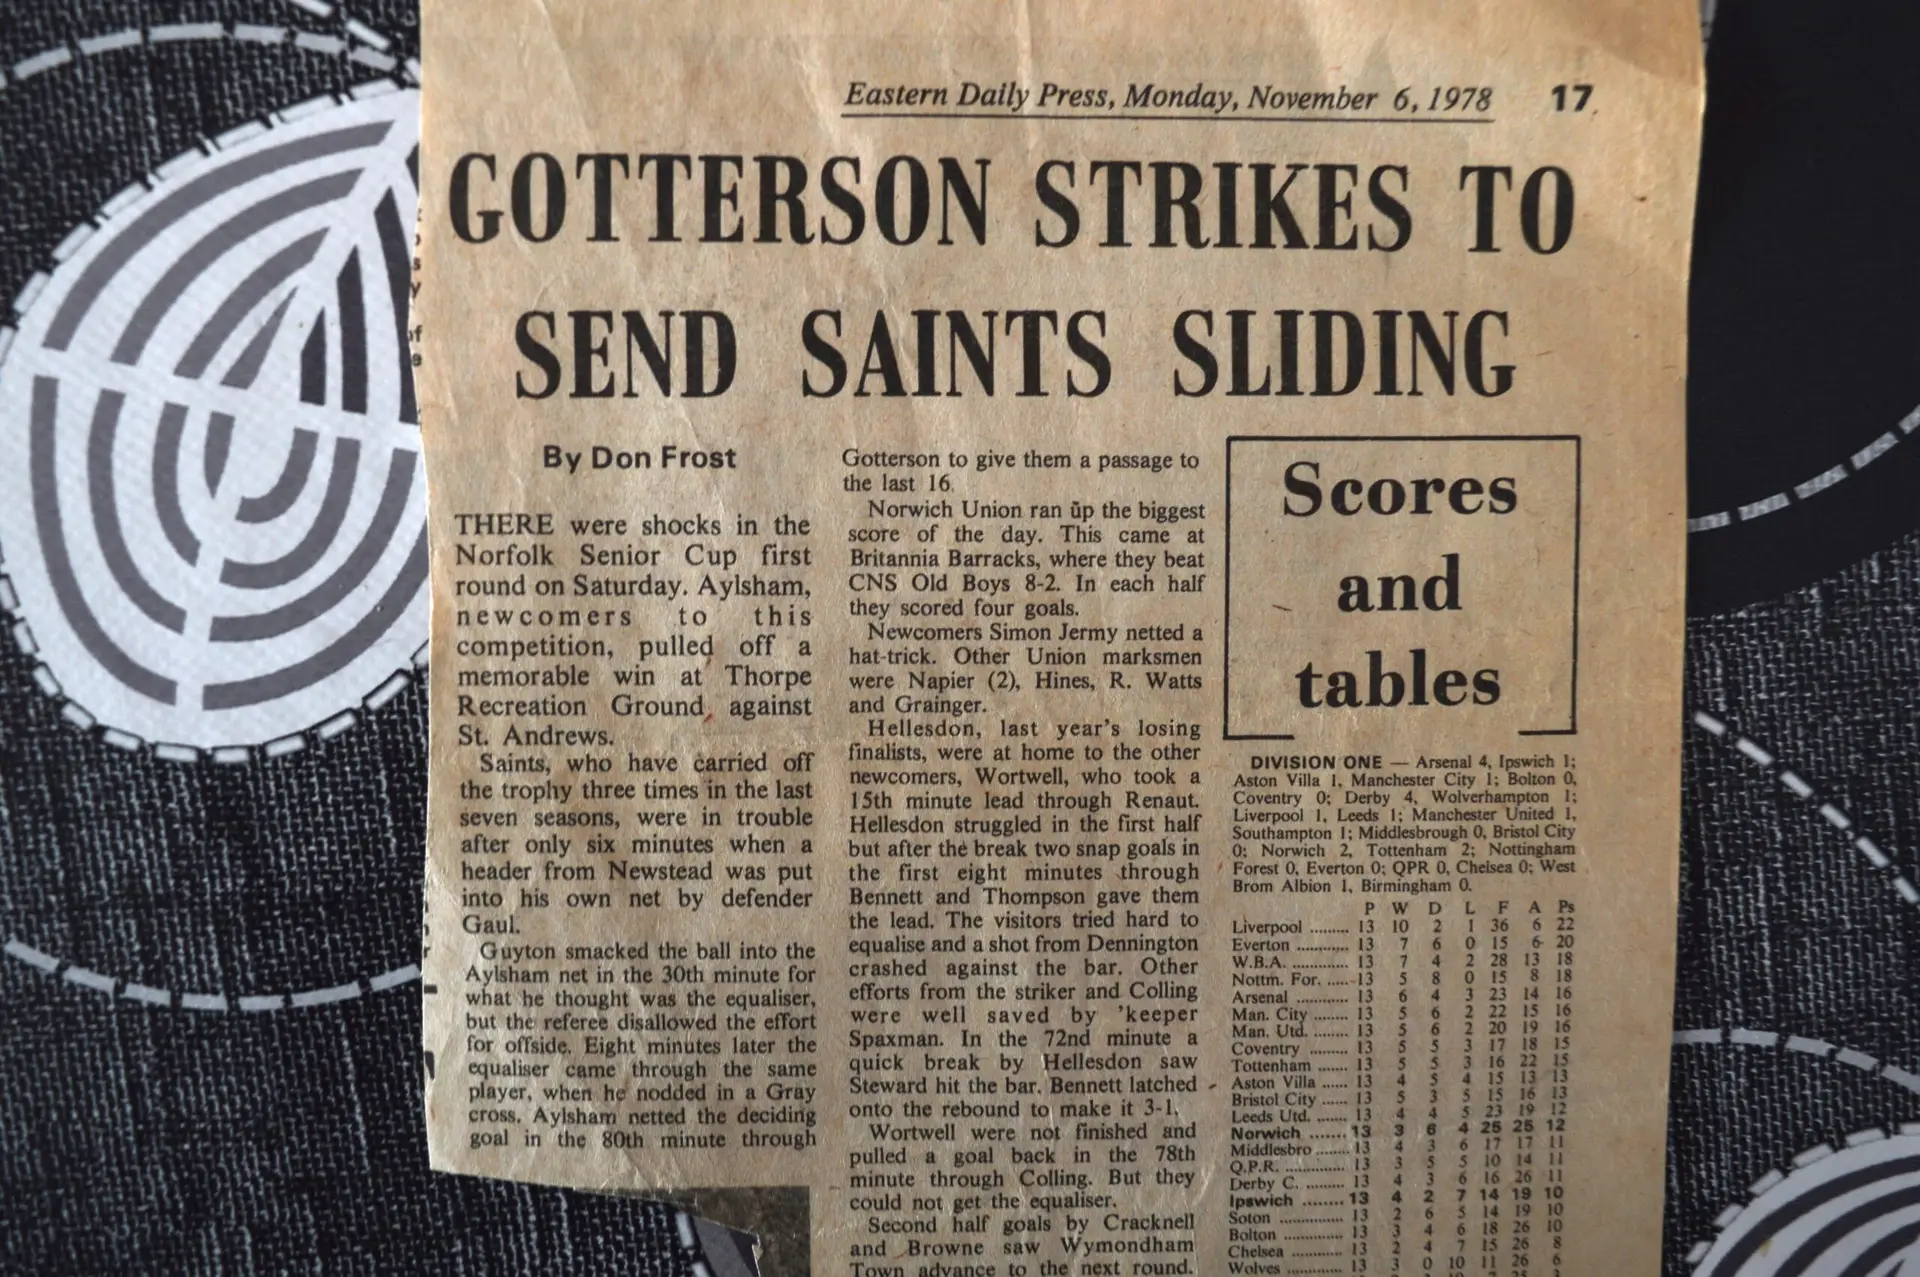 Eastern Daily Press, Monday, November 6, 1978 17
GOTTERSON STRIKES TO
SEND SAINTS SLIDING
By Don Frost
THERE were shocks in the
Norfolk Senior Cup first
round on Saturday. Aylsham,
newcomers to this
competition, pulled off a
memorable win at Thorpe
Recreation Ground, against
St. Andrews.
Saints, who have carried off
the trophy three times in the last
seven seasons, were in trouble
after only six minutes when a
header from Newstead was put
into his own net by defender
Gaul.
Guyton smacked the ball into the
Aylsham net in the 30th minute for
what he thought was the equaliser,
but the referee disallowed the effort
for offside. Eight minutes later the
equaliser came through the same
player, when he nodded in a Gray
cross. Aylsham netted the deciding
goal in the 80th minute through
Gotterson to give them a passage to
the last 16.
Norwich Union ran up the biggest
score of the day. This came at
Britannia Barracks, where they beat
CNS Old Boys 8-2. In each half
they scored four goals.
Newcomers Simon Jermy netted a
hat-trick. Other Union marksmen
were Napier (2), Hines, R. Watts
and Grainger.
Hellesdon, last year's losing
finalists, were at home to the other
newcomers, Wortwell, who took a
15th minute lead through Renaut.
Hellesdon struggled in the first half
but after the break two snap goals in
the first eight minutes through
Bennett and Thompson gave them
the lead. The visitors tried hard to
equalise and a shot from Dennington
crashed against the bar. Other
efforts from the striker and Colling
were well saved by 'keeper
Spaxman. In the 72nd minute a
quick break by Hellesdon saw
Steward hit the bar. Bennett latched
onto the rebound to make it 3-1.
Wortwell were not finished and
pulled a goal back in the 78th
minute through Colling. But they
could not get the equaliser.
Second half goals by Cracknell
and Browne saw Wymondham
Town advance to the next round.
Scores
and
tables
DIVISION ONE — Arsenal 4, Ipswich 1;
Aston Villa 1, Manchester City 1; Bolton 0,
Coventry 0; Derby 4, Wolverhampton 1;
Liverpool 1, Leeds 1; Manchester United 1,
Southampton 1; Middlesbrough 0, Bristol City
0; Norwich 2, Tottenham 2; Nottingham
Forest 0, Everton 0; QPR 0, Chelsea 0; West
Brom Albion 1, Birmingham 0.
P W D L F A Ps
Liverpool ......... 13 10 2 1 36 6 22
Everton ............ 13 7 6 0 15 6 20
W.B.A. ............. 13 7 4 2 28 13 18
Nottm. For. ..... 13 5 8 0 15 8 18
Arsenal ............ 13 6 4 3 23 14 16
Man. City ........ 13 5 6 2 22 15 16
Man. Utd. ........ 13 5 6 2 20 19 16
Coventry ......... 13 5 5 3 17 18 15
Tottenham ...... 13 5 5 3 16 22 15
Aston Villa ...... 13 4 5 4 15 13 13
Bristol City ...... 13 5 3 5 15 16 13
Leeds Utd. ....... 13 4 4 5 23 19 12
Norwich ....... 13 3 6 4 25 25 12
Middlesbro ........ 13 4 3 6 17 17 11
Q.P.R. .............. 13 3 5 5 10 14 11
Derby C. .......... 13 4 3 6 16 26 11
Ipswich ........ 13 4 2 7 14 19 10
Soton ............... 13 2 6 5 14 19 10
Bolton .............. 13 3 4 6 18 26 10
Chelsea ............ 13 2 4 7 15 26 8
Wolves ............. 13 3 0 10 11 26 6